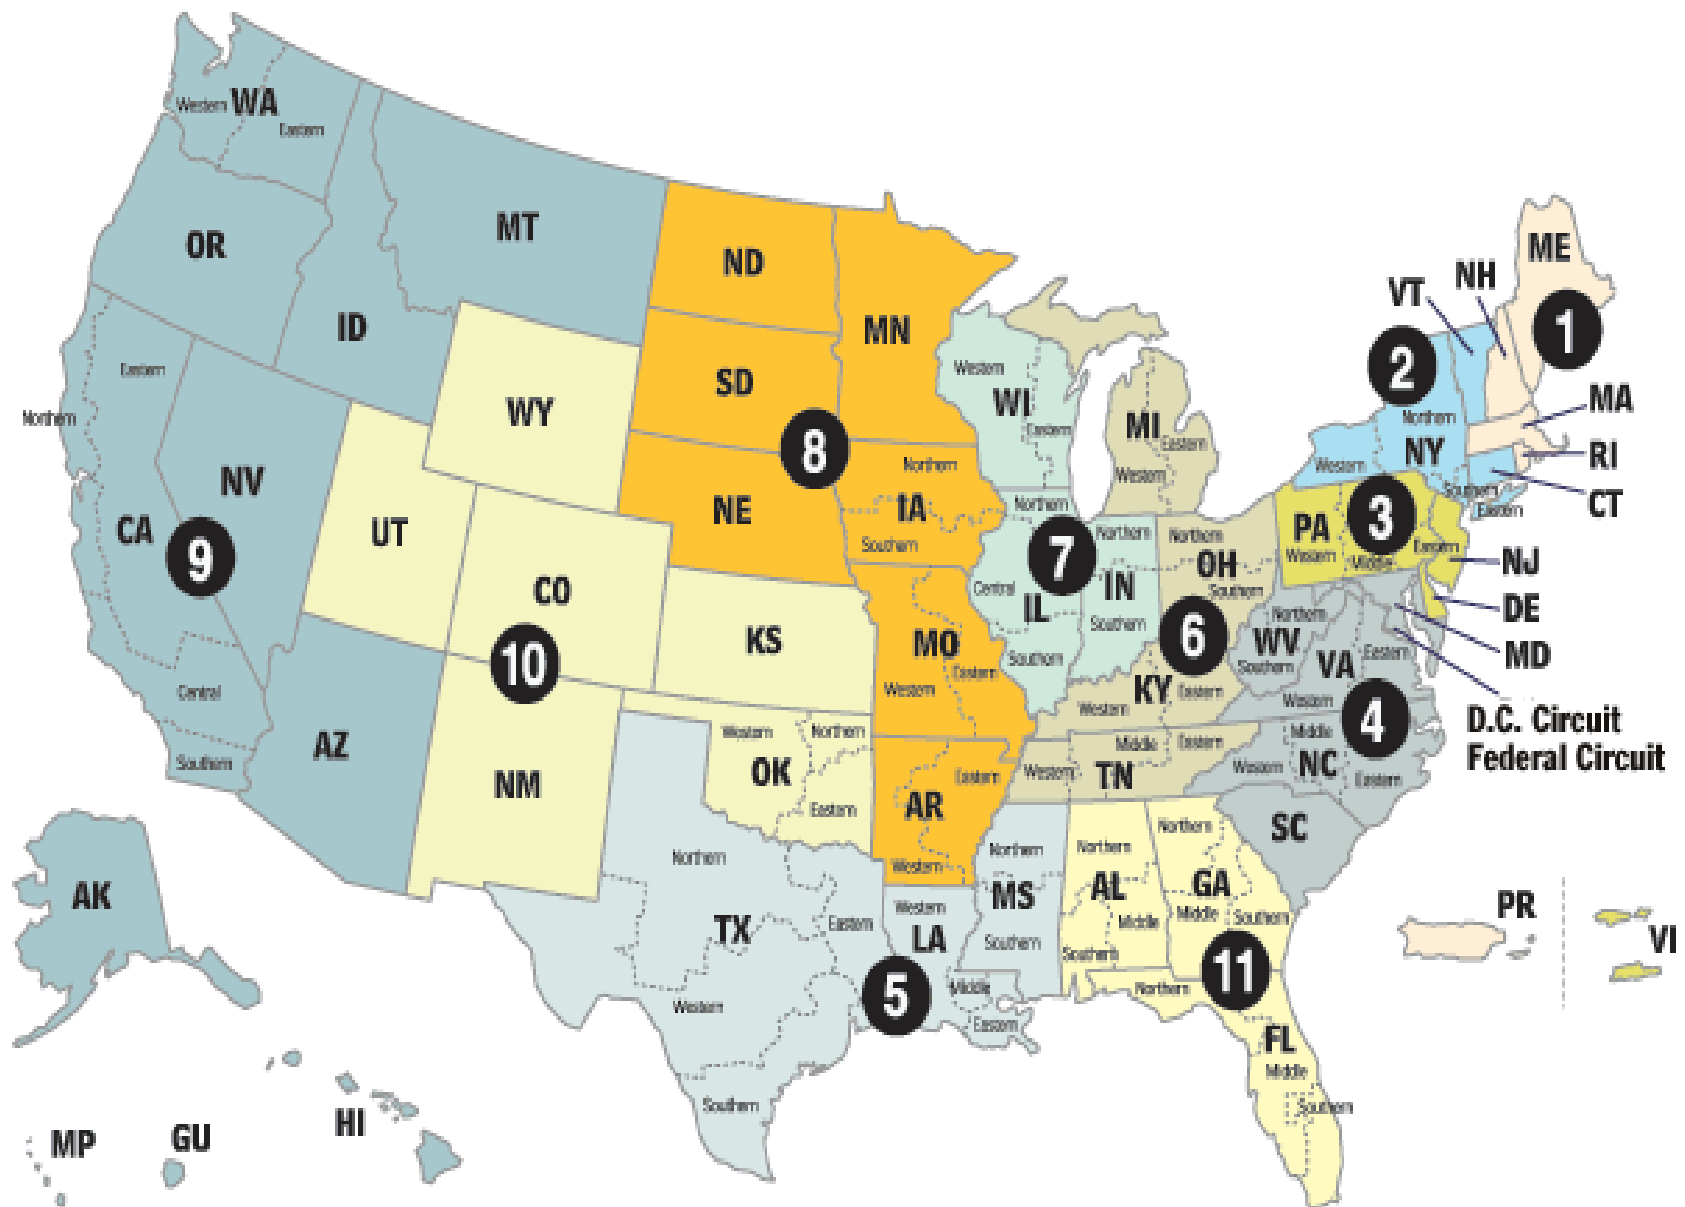 WA
Western
Eastern
OR
MT
ID
ND
MN
SD
WY
NE
8
Northern
IA
Southern
Eastern
Northern
NV
CA
9
UT
CO
10
KS
Central
Southern
AZ
NM
Western
Northern
OK
Eastern
MO
Eastern
Western
Eastern
AR
Western
Western
WI
Eastern
MI
Eastern
Western
Northern
7
Northern
IN
Southern
Central
IL
Southern
Northern
OH
Southern
6
KY
Eastern
Western
Middle
Eastern
Western
TN
ME
NH
VT
1
2
MA
Northern
NY
RI
Western
Southern
CT
Eastern
3
PA
Western
Middle
Eastern
NJ
DE
MD
Northern
WV
Southern
VA
Eastern
Western
4
D.C. Circuit
Federal Circuit
Middle
Western
NC
Eastern
SC
Northern
TX
Eastern
Western
Southern
5
Western
LA
Middle
Eastern
Northern
MS
Southern
Northern
AL
Middle
Southern
Northern
GA
Middle
Southern
11
Northern
FL
Middle
Southern
AK
HI
GU
MP
PR
VI